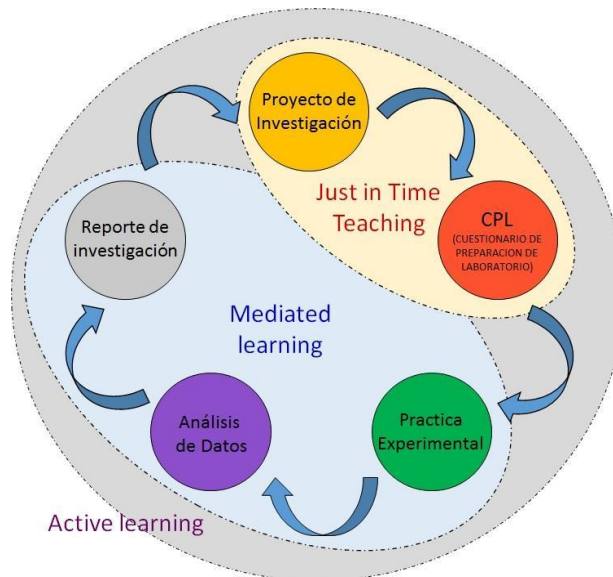 Proyecto de
Investigación
Just in Time
Teaching
CPL
(CUESTIONARIO DE
PREPARACION DE
LABORATORIO)
Reporte de
investigación
Mediated
learning
Análisis
de Datos
Practica
Experimental
Active learning